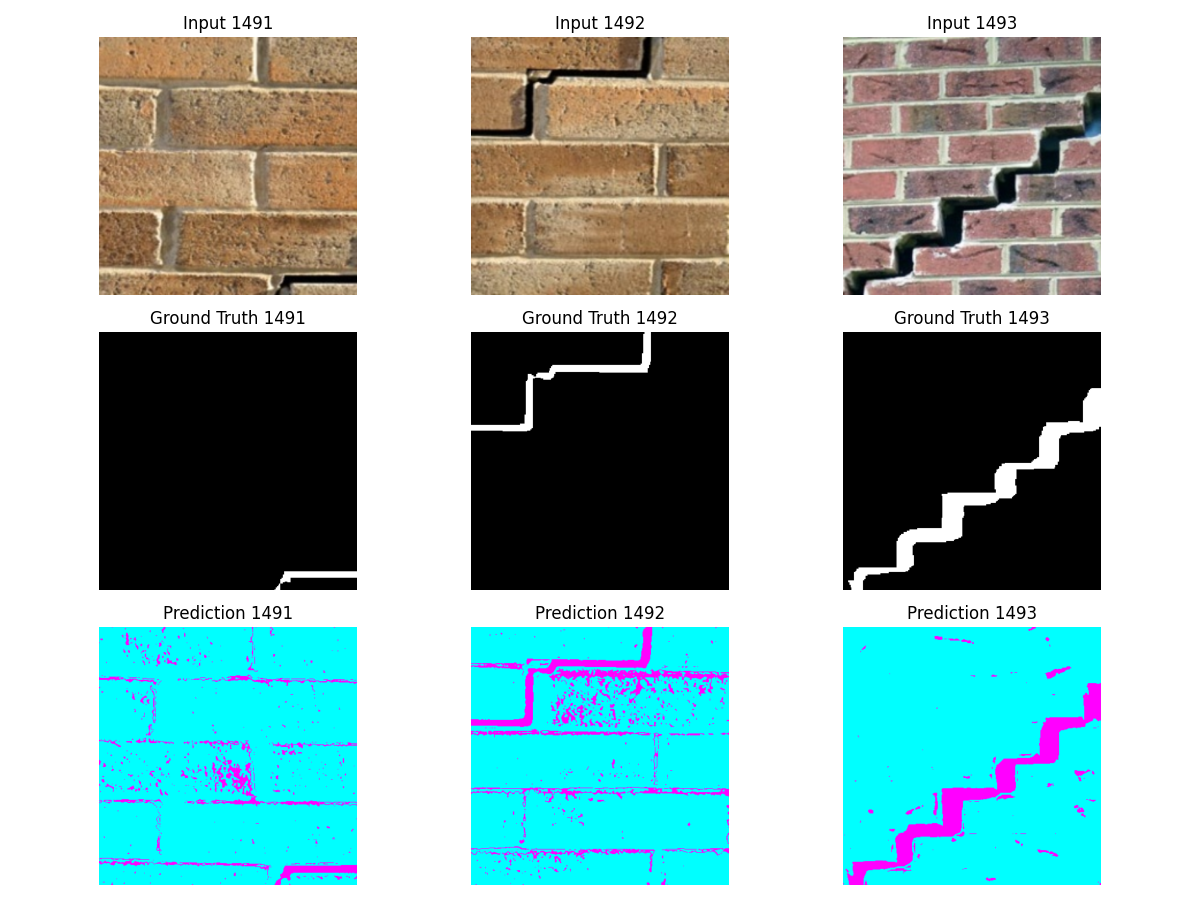 Input 1491
Input 1492
Input 1493
Ground Truth 1491
Ground Truth 1492
Ground Truth 1493
Prediction 1491
Prediction 1492
Prediction 1493